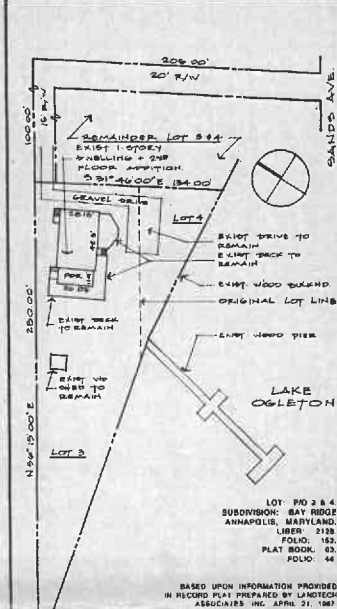 206.00'
20' R/W
SANDS AVE.
100.00'
15' R/W
REMAINDER LOT 3 & 4
EXIST 1-STORY
DWELLING + 2ND
FLOOR ADDITION.
S 31° 46' 00" E 134.00'
GRAVEL DRIVE
LOT 4
EXIST DRIVE TO
REMAIN
EXIST DECK TO
REMAIN
EXIST. WOOD BULKHD.
ORIGINAL LOT LINE
POR
EXIST DECK
TO REMAIN
EXIST WOOD PIER
250.00'
EXIST WD
SHED TO
REMAIN
LAKE
OGLETON
LOT 3
LOT: P/O 3 & 4
SUBDIVISION: BAY RIDGE
ANNAPOLIS, MARYLAND.
LIBER: 2128
FOLIO: 153
PLAT BOOK: 03
FOLIO: 44
BASED UPON INFORMATION PROVIDED
IN RECORD PLAT PREPARED BY LANDTECH
ASSOCIATES INC. APRIL 21, 1987